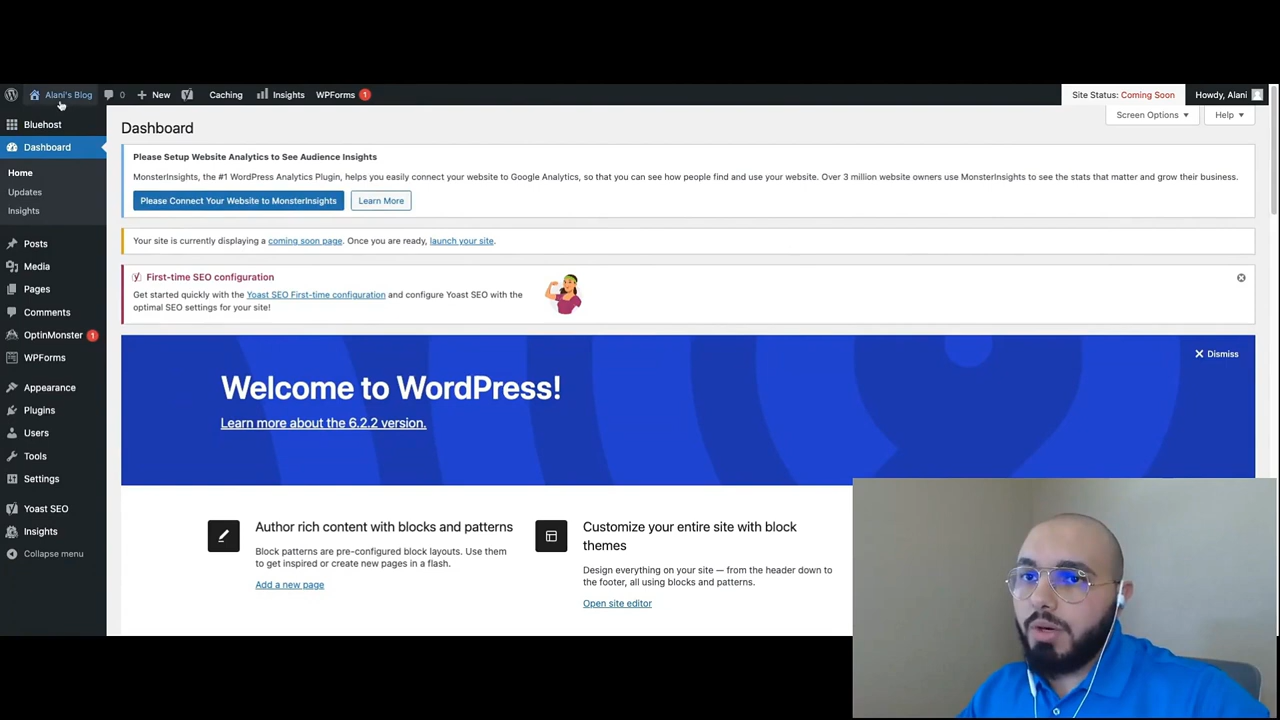 Alani's Blog 0 New Caching Insights WPForms 1 Site Status: Coming Soon Howdy, Alani
Bluehost
Dashboard
Home
Updates
Insights
Posts
Media
Pages
Comments
OptinMonster 1
WPForms
Appearance
Plugins
Users
Tools
Settings
Yoast SEO
Insights
Collapse menu
Screen Options Help
Dashboard
Please Setup Website Analytics to See Audience Insights
MonsterInsights, the #1 WordPress Analytics Plugin, helps you easily connect your website to Google Analytics, so that you can see how people find and use your website. Over 3 million website owners use MonsterInsights to see the stats that matter and grow their business.
Please Connect Your Website to MonsterInsights Learn More
Your site is currently displaying a coming soon page. Once you are ready, launch your site.
First-time SEO configuration
Get started quickly with the Yoast SEO First-time configuration and configure Yoast SEO with the
optimal SEO settings for your site!
Dismiss
Welcome to WordPress!
Learn more about the 6.2.2 version.
Author rich content with blocks and patterns
Block patterns are pre-configured block layouts. Use them
to get inspired or create new pages in a flash.
Add a new page
Customize your entire site with block
themes
Design everything on your site — from the header down to
the footer, all using blocks and patterns.
Open site editor